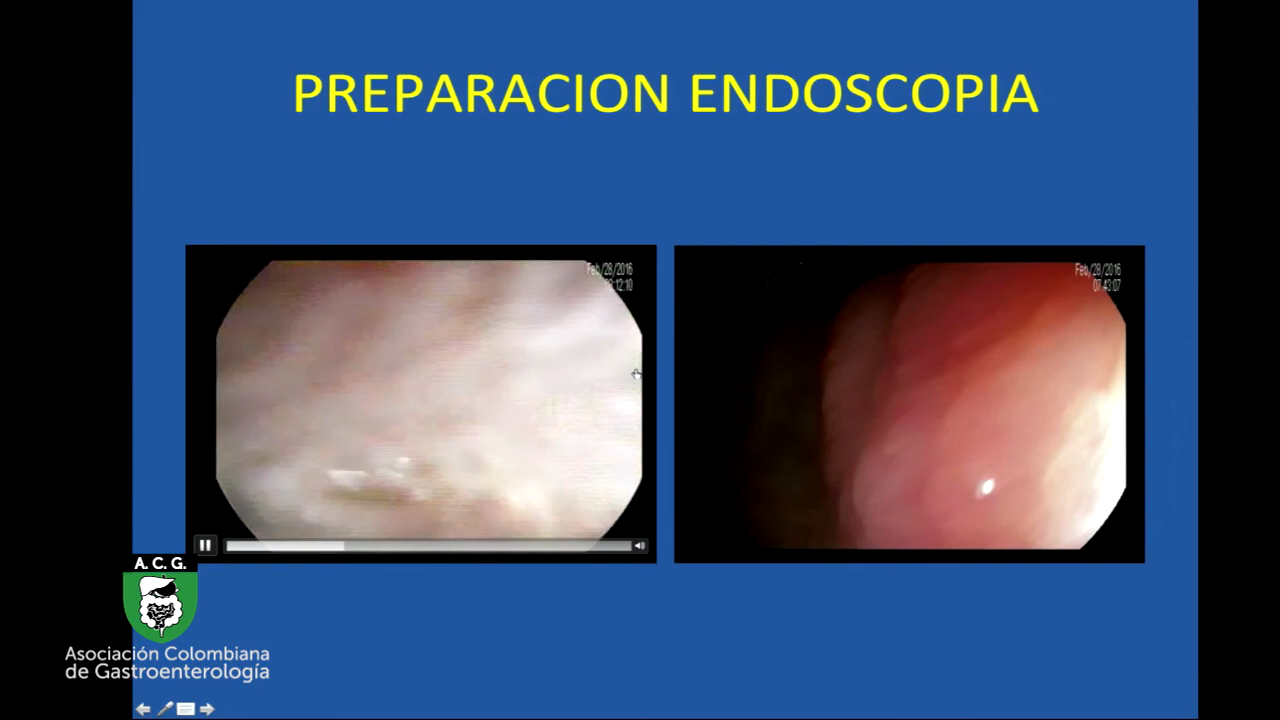 PREPARACION ENDOSCOPIA
Feb/28/2016
Feb/28/2016
07:43:07
A. C. G.
Asociación Colombiana
de Gastroenterología